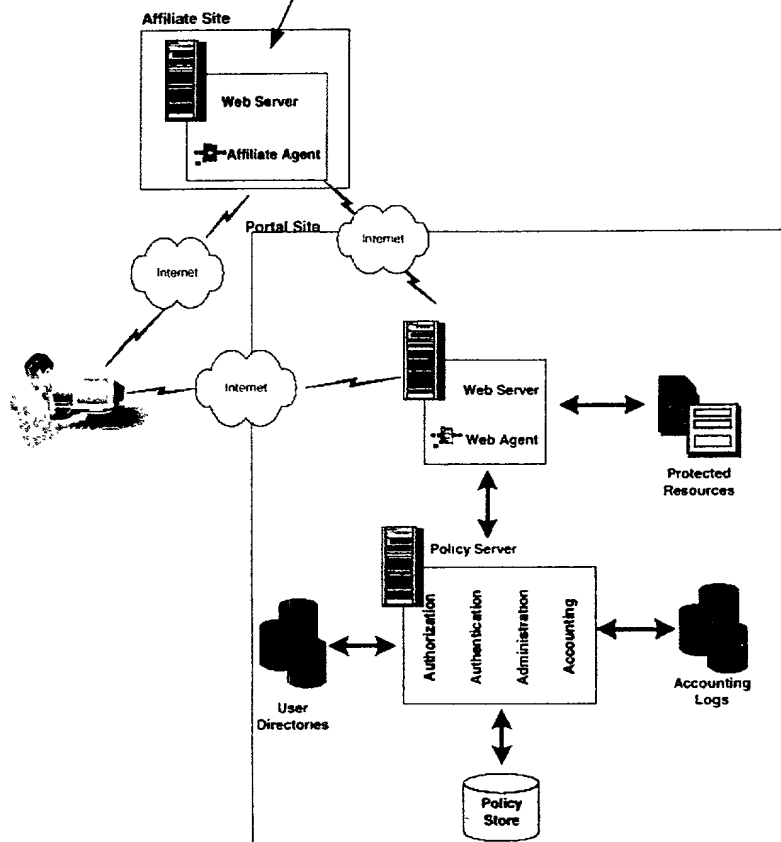 Affiliate Site
Web Server
Affiliate Agent
Portal Site
Internet
Internet
Internet
Web Server
Web Agent
Protected
Resources
Policy Server
Authorization
Authentication
Administration
Accounting
User
Directories
Accounting
Logs
Policy
Store